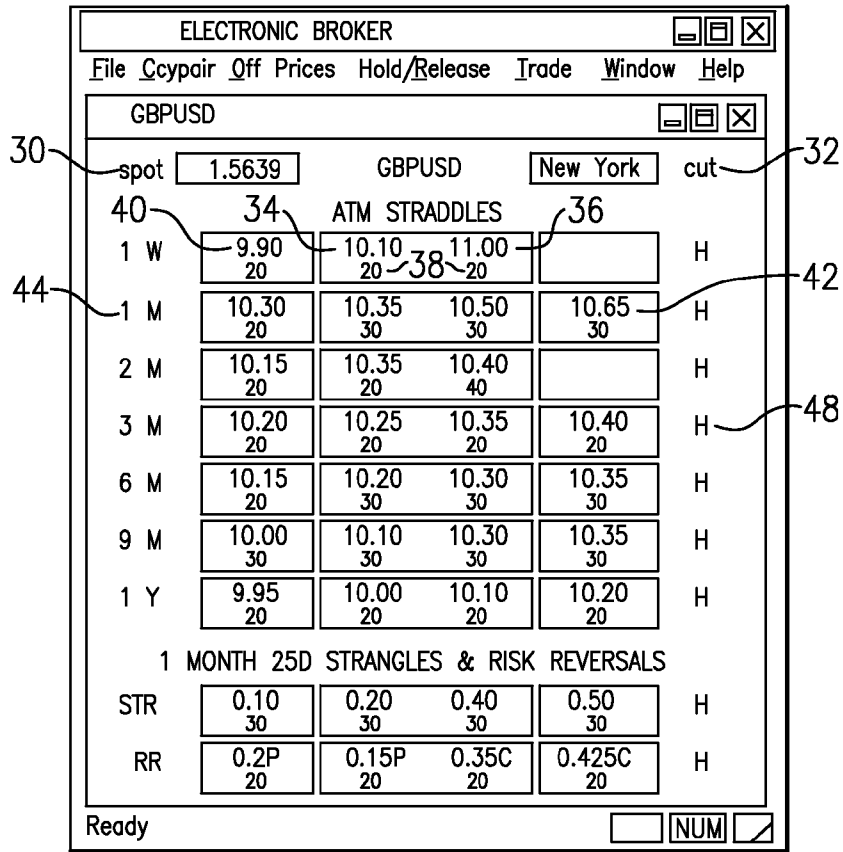 ELECTRONIC BROKER
File Ccypair Off Prices Hold/Release Trade Window Help
GBPUSD
30 spot 1.5639 GBPUSD New York cut 32
40 34 ATM STRADDLES 36
1 W 9.90 10.10 11.00 H
20 20 38 20
44 1 M 10.30 10.35 10.50 10.65 42 H
20 30 30 30
2 M 10.15 10.35 10.40 H
20 20 40
3 M 10.20 10.25 10.35 10.40 H 48
20 20 20 20
6 M 10.15 10.20 10.30 10.35 H
20 30 30 30
9 M 10.00 10.10 10.30 10.35 H
30 30 30 30
1 Y 9.95 10.00 10.10 10.20 H
20 20 20 20
1 MONTH 25D STRANGLES & RISK REVERSALS
STR 0.10 0.20 0.40 0.50 H
30 30 30 30
RR 0.2P 0.15P 0.35C 0.425C H
20 20 20 20
Ready NUM